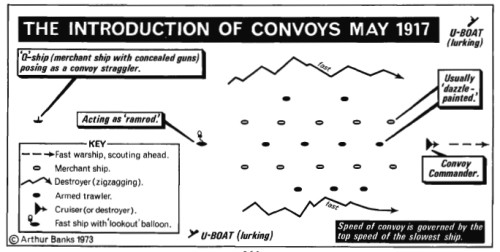 THE INTRODUCTION OF CONVOYS MAY 1917
U-BOAT
(lurking)
'Q'-ship (merchant ship with concealed guns)
posing as a convoy straggler.
fast
Usually
'dazzle-
painted.'
Acting as 'ramrod.'
KEY
Fast warship, scouting ahead.
Merchant ship.
Destroyer (zigzagging).
Armed trawler.
Cruiser (or destroyer).
Fast ship with 'lookout' balloon.
Convoy
Commander.
fast
U-BOAT (lurking)
Speed of convoy is governed by the
top speed of the slowest ship.
© Arthur Banks 1973